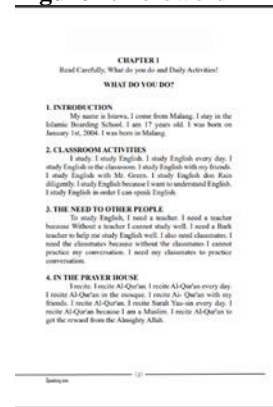 CHAPTER 1
Read Carefully, What do you do and Daily Activities!
WHAT DO YOU DO?
1. INTRODUCTION
My name is Istawa, I come from Malang. I stay in the
Islamic Boarding School. I am 17 years old. I was born on
January 1st, 2004. I was born in Malang.
2. CLASSROOM ACTIVITIES
I study. I study English. I study English every day. I
study English in the classroom. I study English with my friends.
I study English with Mr. Green. I study English
diligently. I study English because I want to understand English.
I study English in order I can speak English.
3. THE NEED TO OTHER PEOPLE
To study English, I need a teacher. I need a teacher
because Without a teacher I cannot study well. I need a
teacher to help me study English well. I also need classmates. I
need the classmates because without the classmates I cannot
practice my conversation. I need my classmates to practice
conversation.
4. IN THE PRAYER HOUSE
I recite. I recite Al-Qur'an. I recite Al-Qur'an every day.
I recite Al-Qur'an in the mosque. I recite Al- Qur'an with my
friends. I recite Al-Qur'an. I recite Surah Yaa-sin every day. I
recite Al-Qur'an because I am a Muslim. I recite Al-Qur'an to
get the reward from the Almighty Allah.